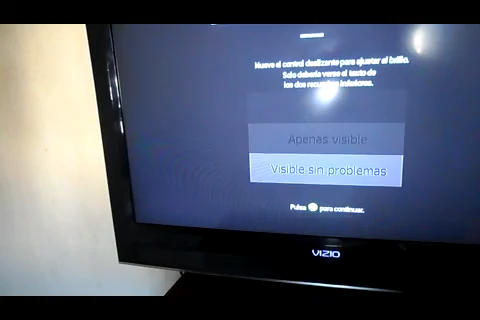 Mueve el control deslizante para ajustar el brillo.
Solo debería verse el texto de
los dos recuadros inferiores.
Apenas visible
Visible sin problemas
Pulsa para continuar.
VIZIO